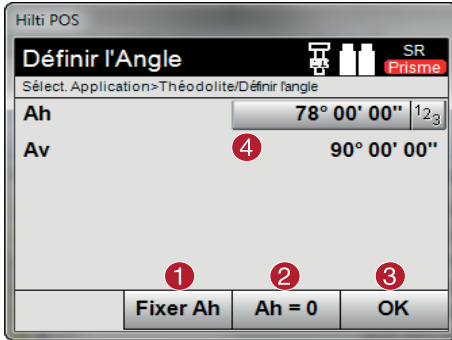 Hilti POS
Définir l'Angle
SR
Prisme
Sélect. Application>Théodolite/Définir l'angle
Ah 78° 00' 00" 123
Av 4 90° 00' 00"
1 2 3
Fixer Ah Ah = 0 OK